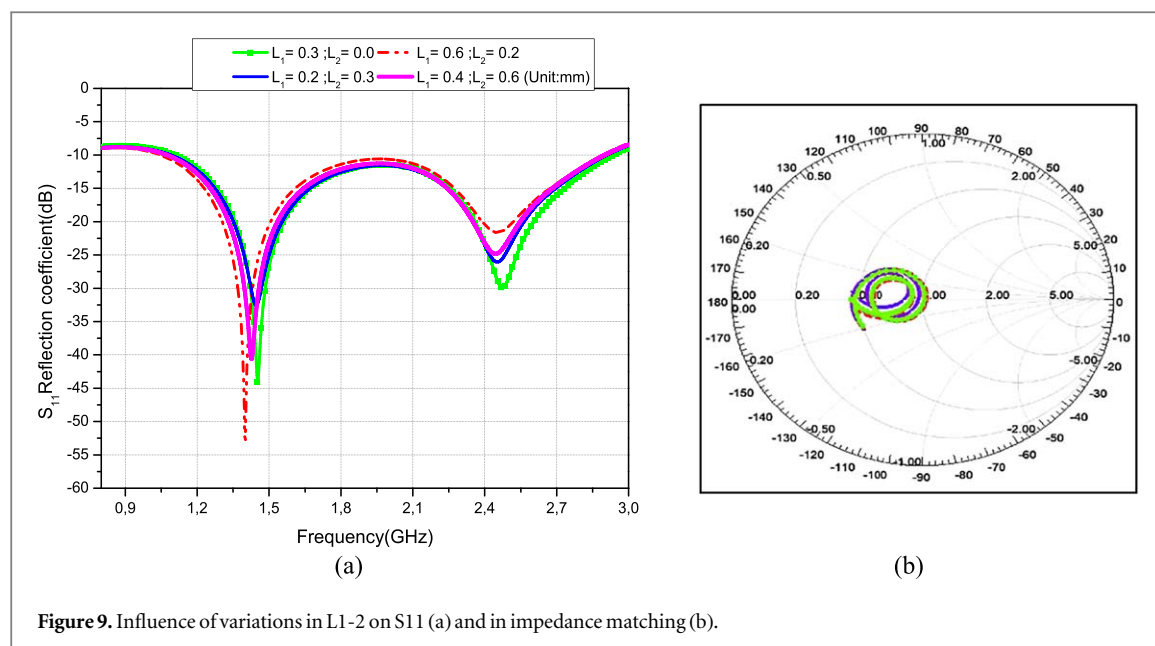 L1= 0.3 ;L2= 0.0 L1= 0.6 ;L2= 0.2
L1= 0.2 ;L2= 0.3 L1= 0.4 ;L2= 0.6 (Unit:mm)
S11 Reflection coefficient(dB)
0
-5
-10
-15
-20
-25
-30
-35
-40
-45
-50
-55
-60
0,9 1,2 1,5 1,8 2,1 2,4 2,7 3,0
Frequency(GHz)
(a)
90
100 80
110 1.00 70
120 60
130 0.50 2.00 50
140 40
150 30
160 0.20 5.00 20
170 10
180 0.00 0.20 1.00 2.00 5.00 0
0.00
-170 -10
-160 -0.20 -5.00 -20
-150 -30
-140 -40
-130 -0.50 -2.00 -50
-120 -60
-110 -1.00 -70
-100 -80
-90
(b)
Figure 9. Influence of variations in L1-2 on S11 (a) and in impedance matching (b).